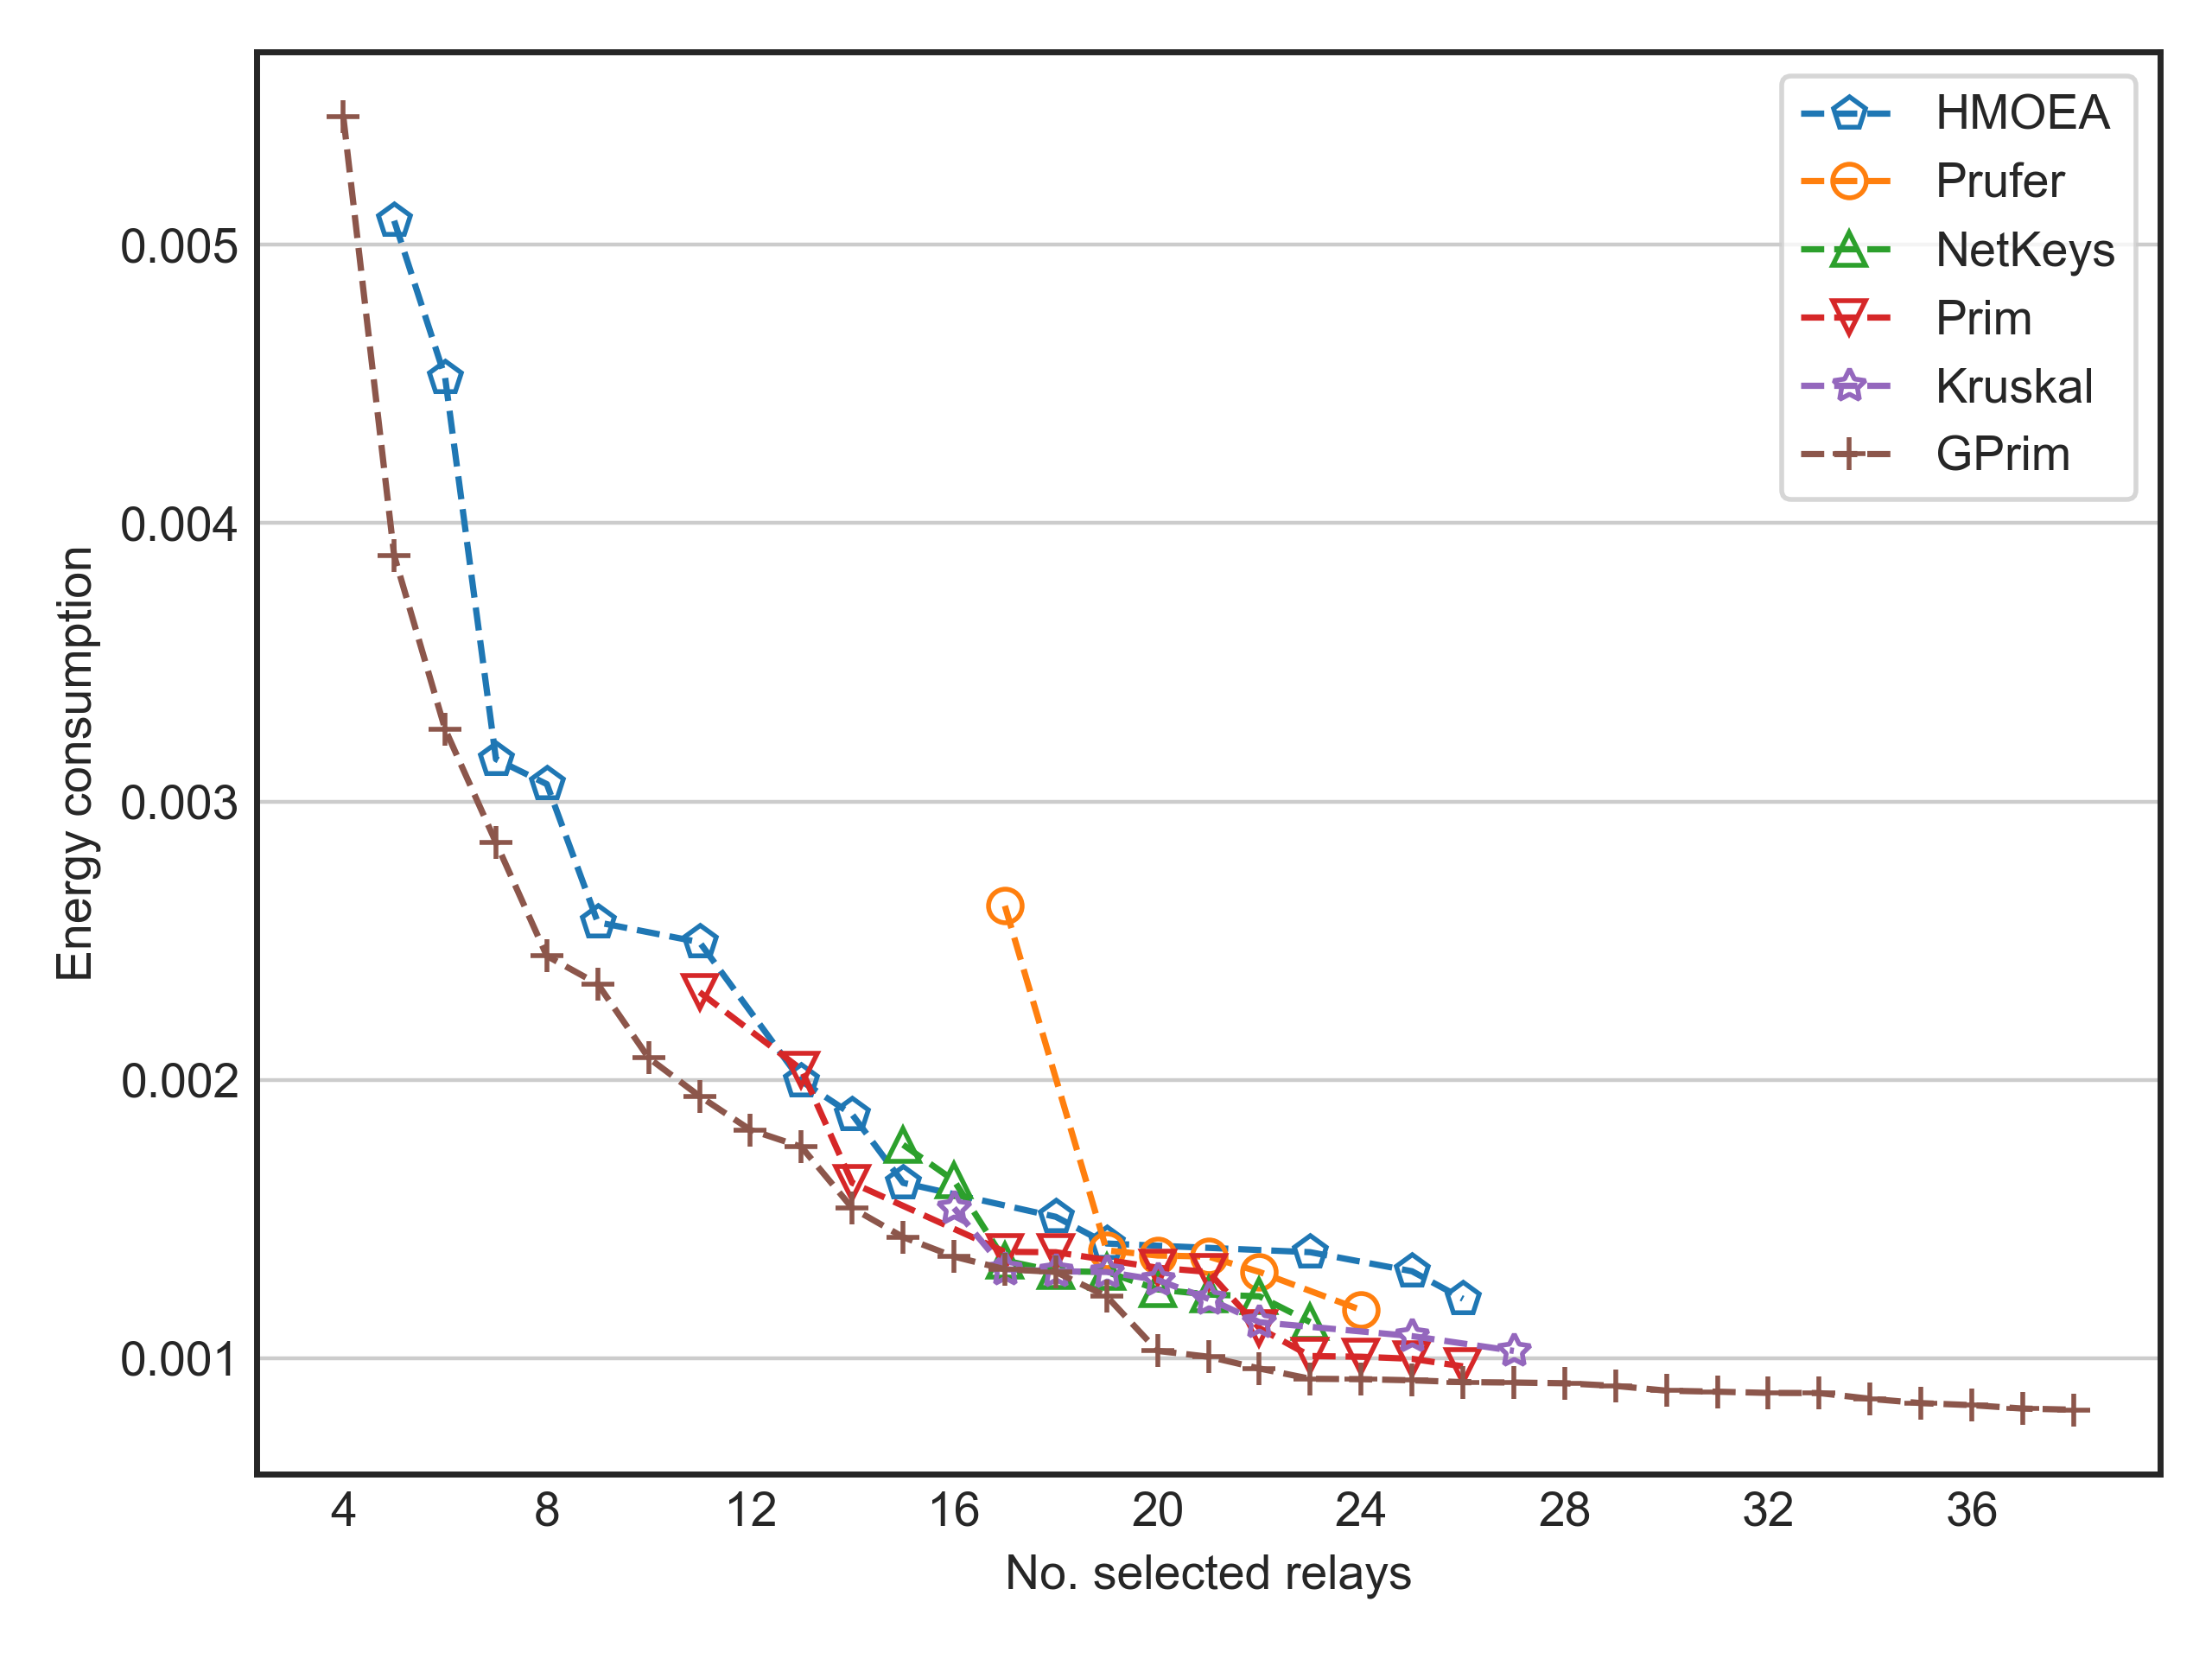 HMOEA
Prufer
NetKeys
Prim
Kruskal
GPrim
Energy consumption
0.005
0.004
0.003
0.002
0.001
4 8 12 16 20 24 28 32 36
No. selected relays